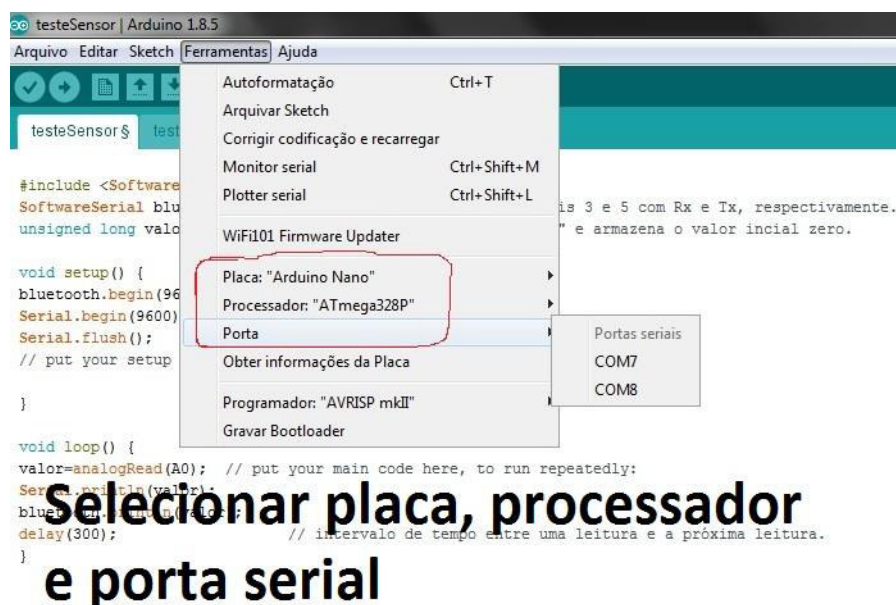 testeSensor | Arduino 1.8.5
Arquivo Editar Sketch Ferramentas Ajuda
testeSensor § test
Autoformatação Ctrl+T
Arquivar Sketch
Corrigir codificação e recarregar
Monitor serial Ctrl+Shift+M
Plotter serial Ctrl+Shift+L
WiFi101 Firmware Updater
Placa: "Arduino Nano"
Processador: "ATmega328P"
Porta
Obter informações da Placa
Programador: "AVRISP mkII"
Gravar Bootloader
Portas seriais
COM7
COM8
#include <Software
SoftwareSerial blu is 3 e 5 com Rx e Tx, respectivamente.
unsigned long valo " e armazena o valor incial zero.
void setup() {
bluetooth.begin(96
Serial.begin(9600)
Serial.flush();
// put your setup
}
void loop() {
valor=analogRead(A0); // put your main code here, to run repeatedly:
Serial.println(valor);
delay(300); // intervalo de tempo entre uma leitura e a próxima leitura.
}
Selecionar placa, processador
e porta serial